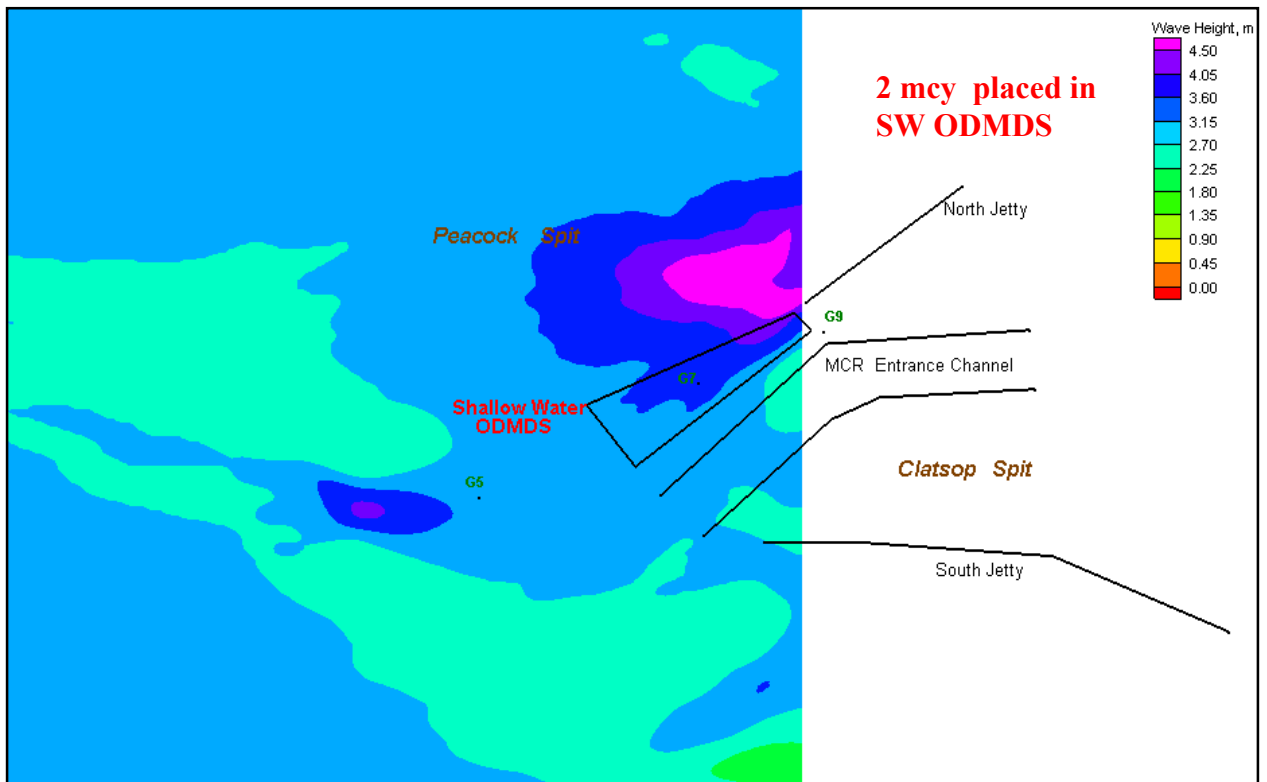 Wave Height, m
4.50
4.05
3.60
3.15
2.70
2.25
1.80
1.35
0.90
0.45
0.00
2 mcy placed in
SW ODMDS
North Jetty
Peacock Spit
G9
MCR Entrance Channel
G7
Shallow Water
ODMDS
Clatsop Spit
G5
South Jetty